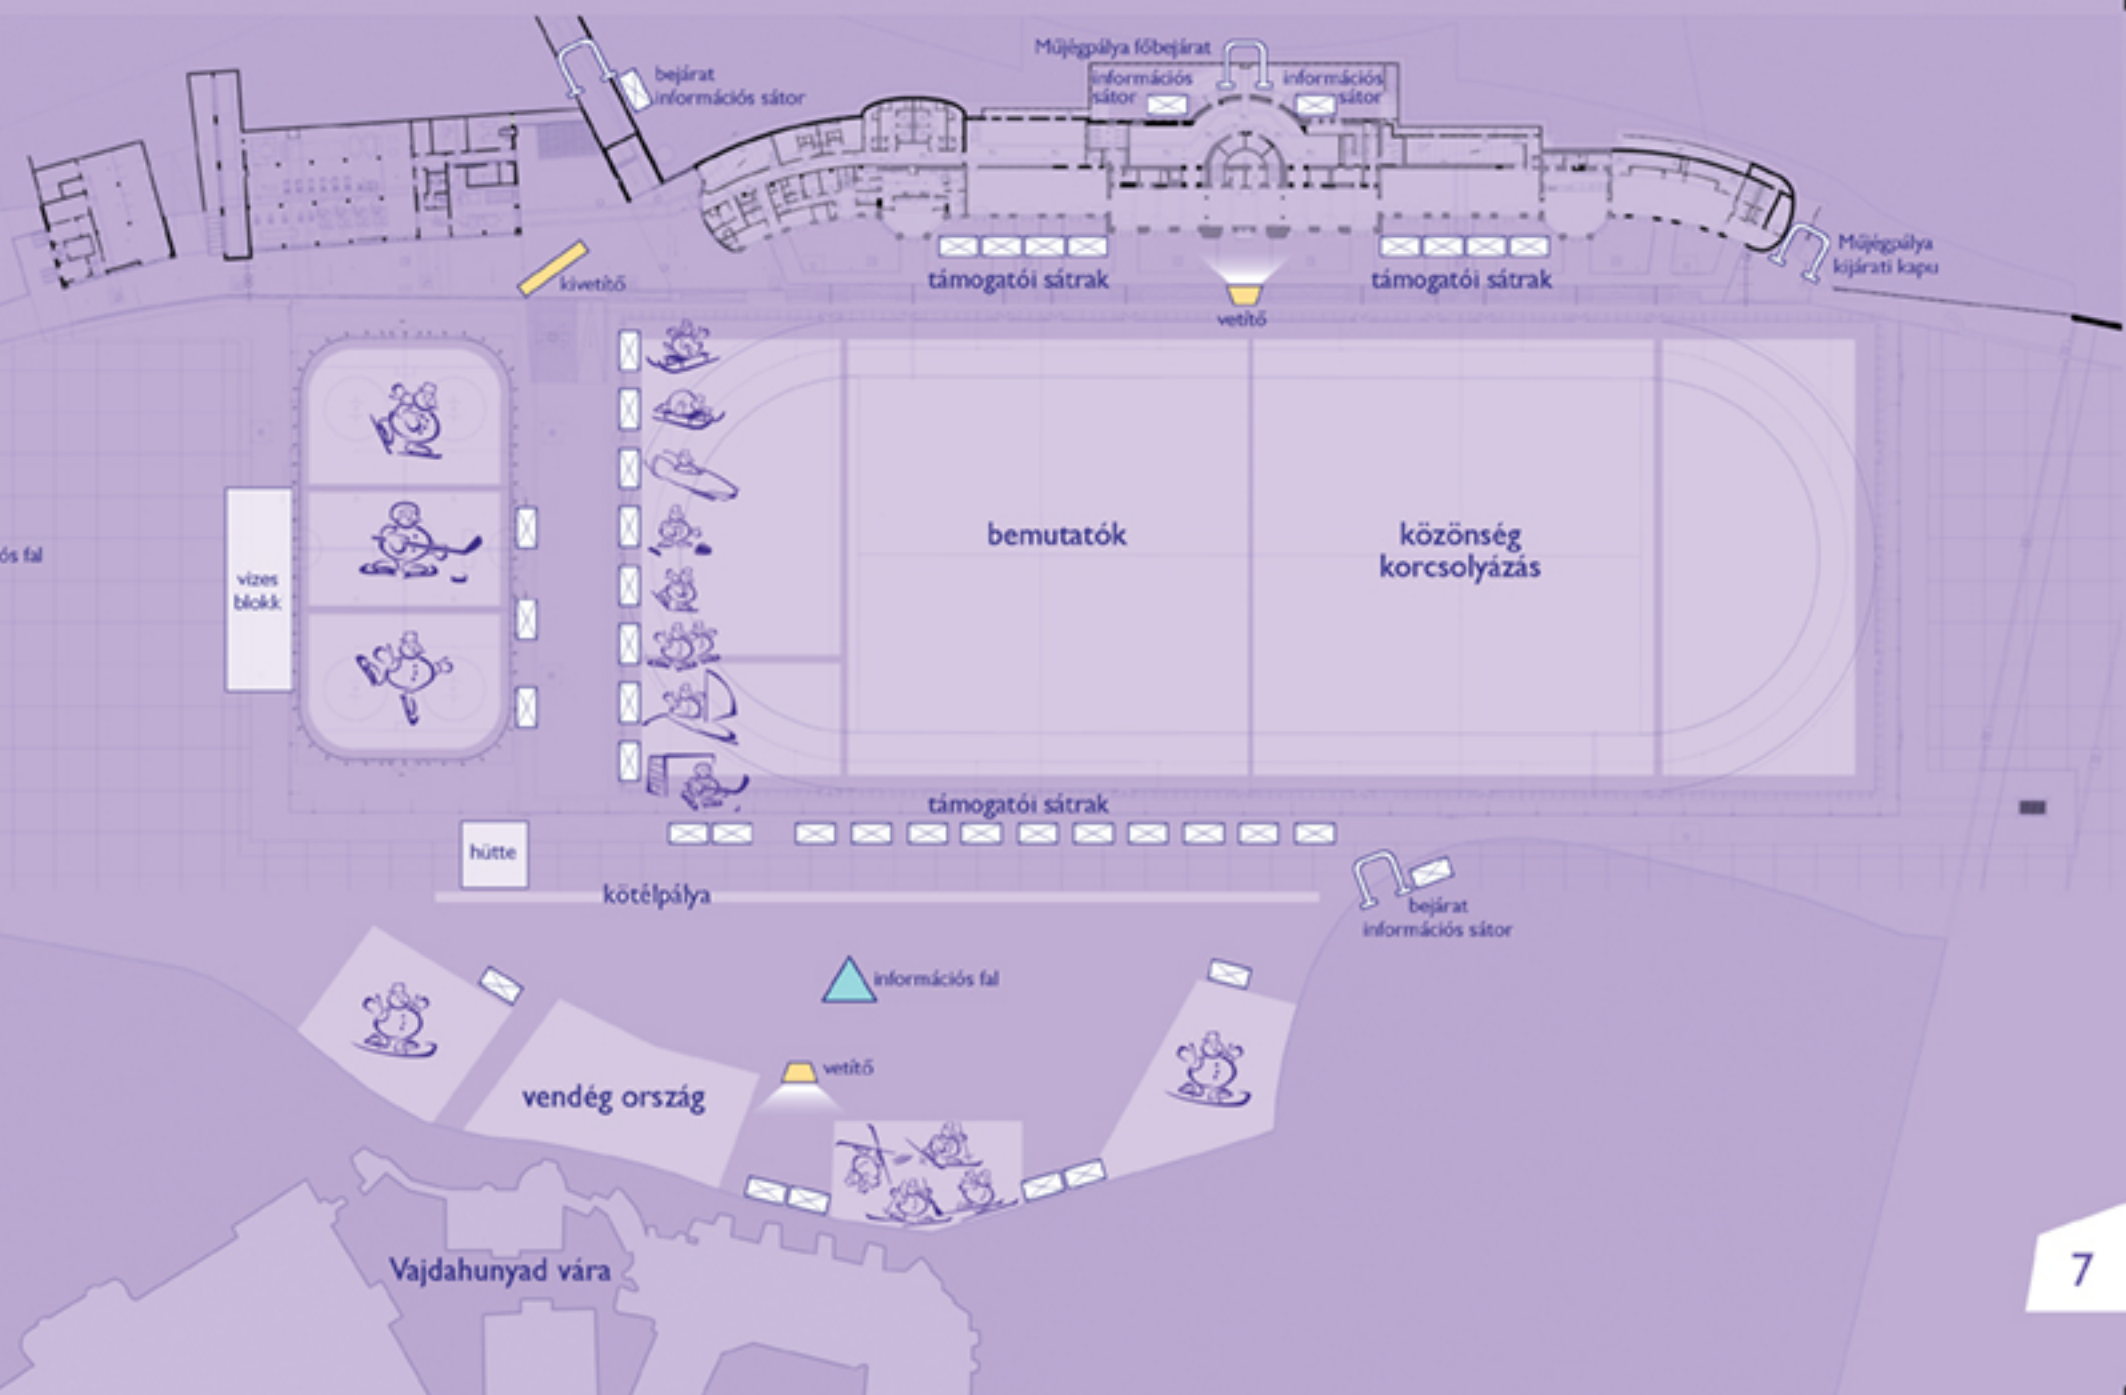 Műjégpálya főbejárat
bejárat
információs sátor
információs
sátor
információs
sátor
Műjégpálya
kijárati kapu
kivetítő
támogatói sátrak
támogatói sátrak
vetítő
bemutatók
közönség
korcsolyázás
ós fal
vizes
blokk
támogatói sátrak
hütte
kötélpálya
bejárat
információs sátor
információs fal
vetítő
vendég ország
Vajdahunyad vára
7